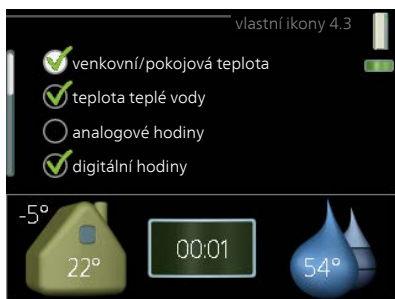 vlastní ikony 4.3
venkovní/pokojová teplota
teplota teplé vody
analogové hodiny
digitální hodiny
-5°
22°
00:01
54°